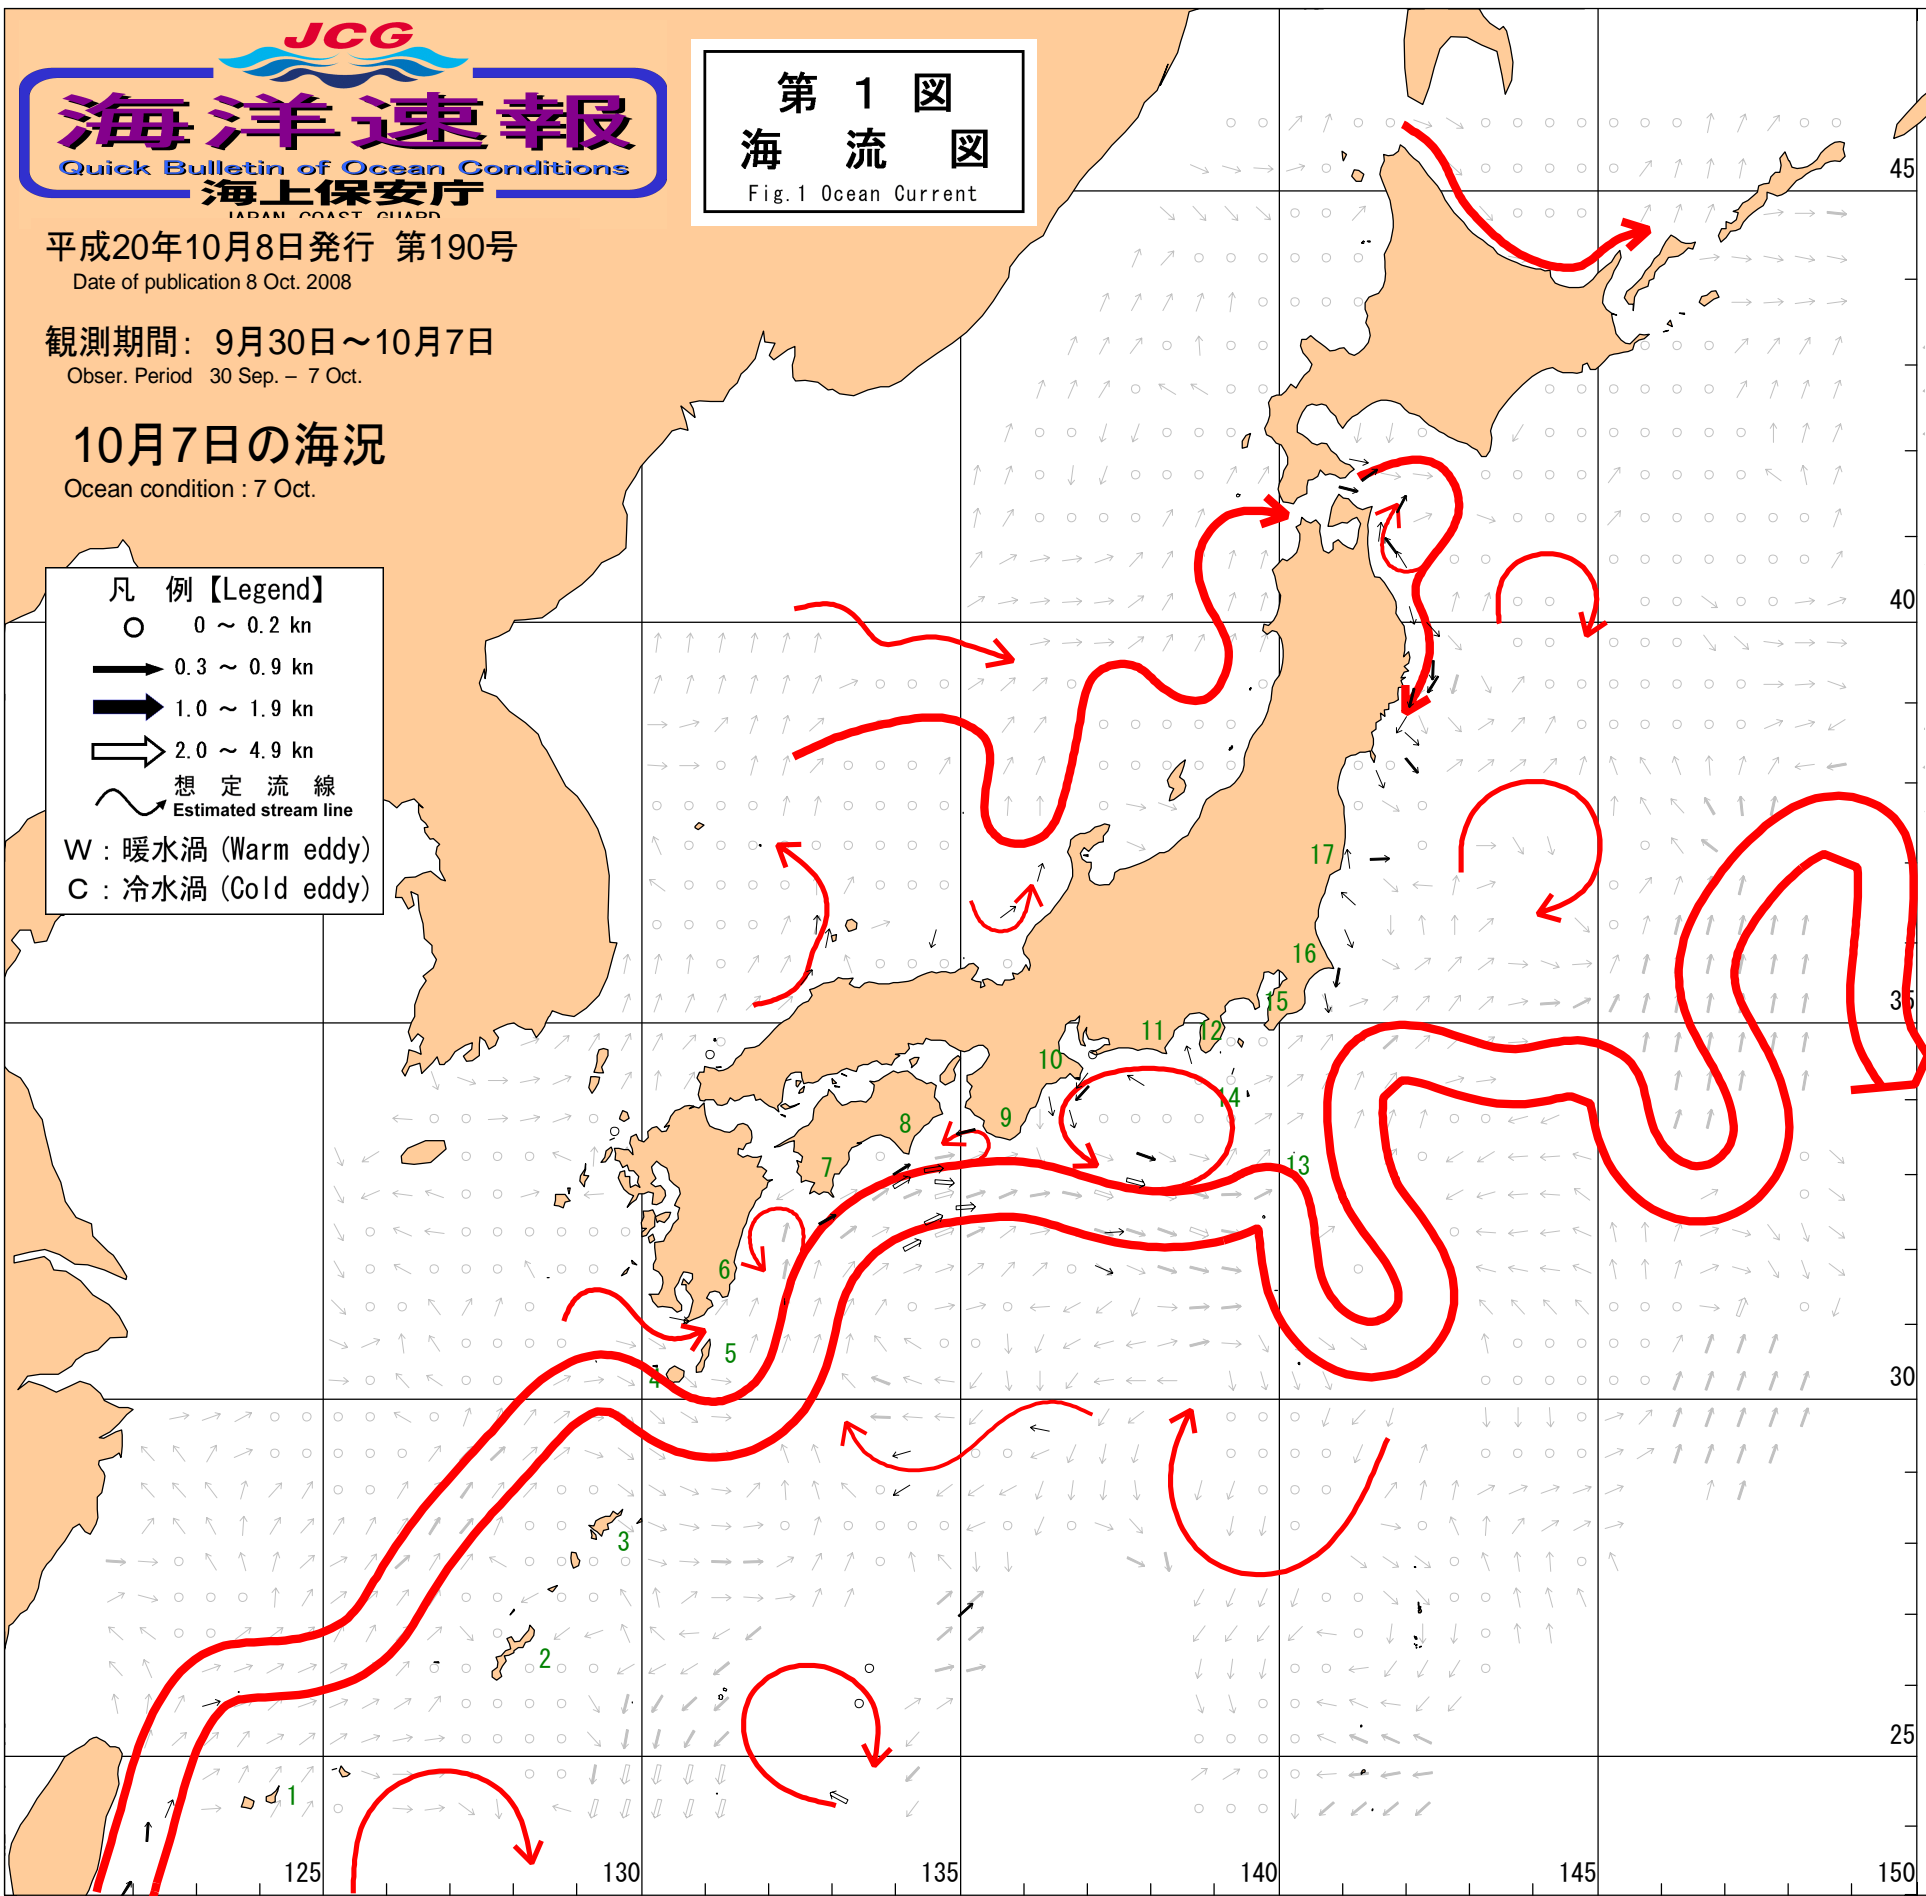 JCG
海洋速報
Quick Bulletin of Ocean Conditions
海上保安庁
JAPAN COAST GUARD
平成20年10月8日発行 第190号
Date of publication 8 Oct. 2008
観測期間： 9月30日～10月7日
Obser. Period 30 Sep. – 7 Oct.
10月7日の海況
Ocean condition : 7 Oct.
第 1 図
海 流 図
Fig.1 Ocean Current
凡 例【Legend】
0 ～ 0.2 kn
0.3 ～ 0.9 kn
1.0 ～ 1.9 kn
2.0 ～ 4.9 kn
想 定 流 線
Estimated stream line
W : 暖水渦 (Warm eddy)
C : 冷水渦 (Cold eddy)
45
40
17
16
15
35
11
12
10
14
9
8
7
13
6
5
4
30
3
2
25
1
125
130
135
140
145
150